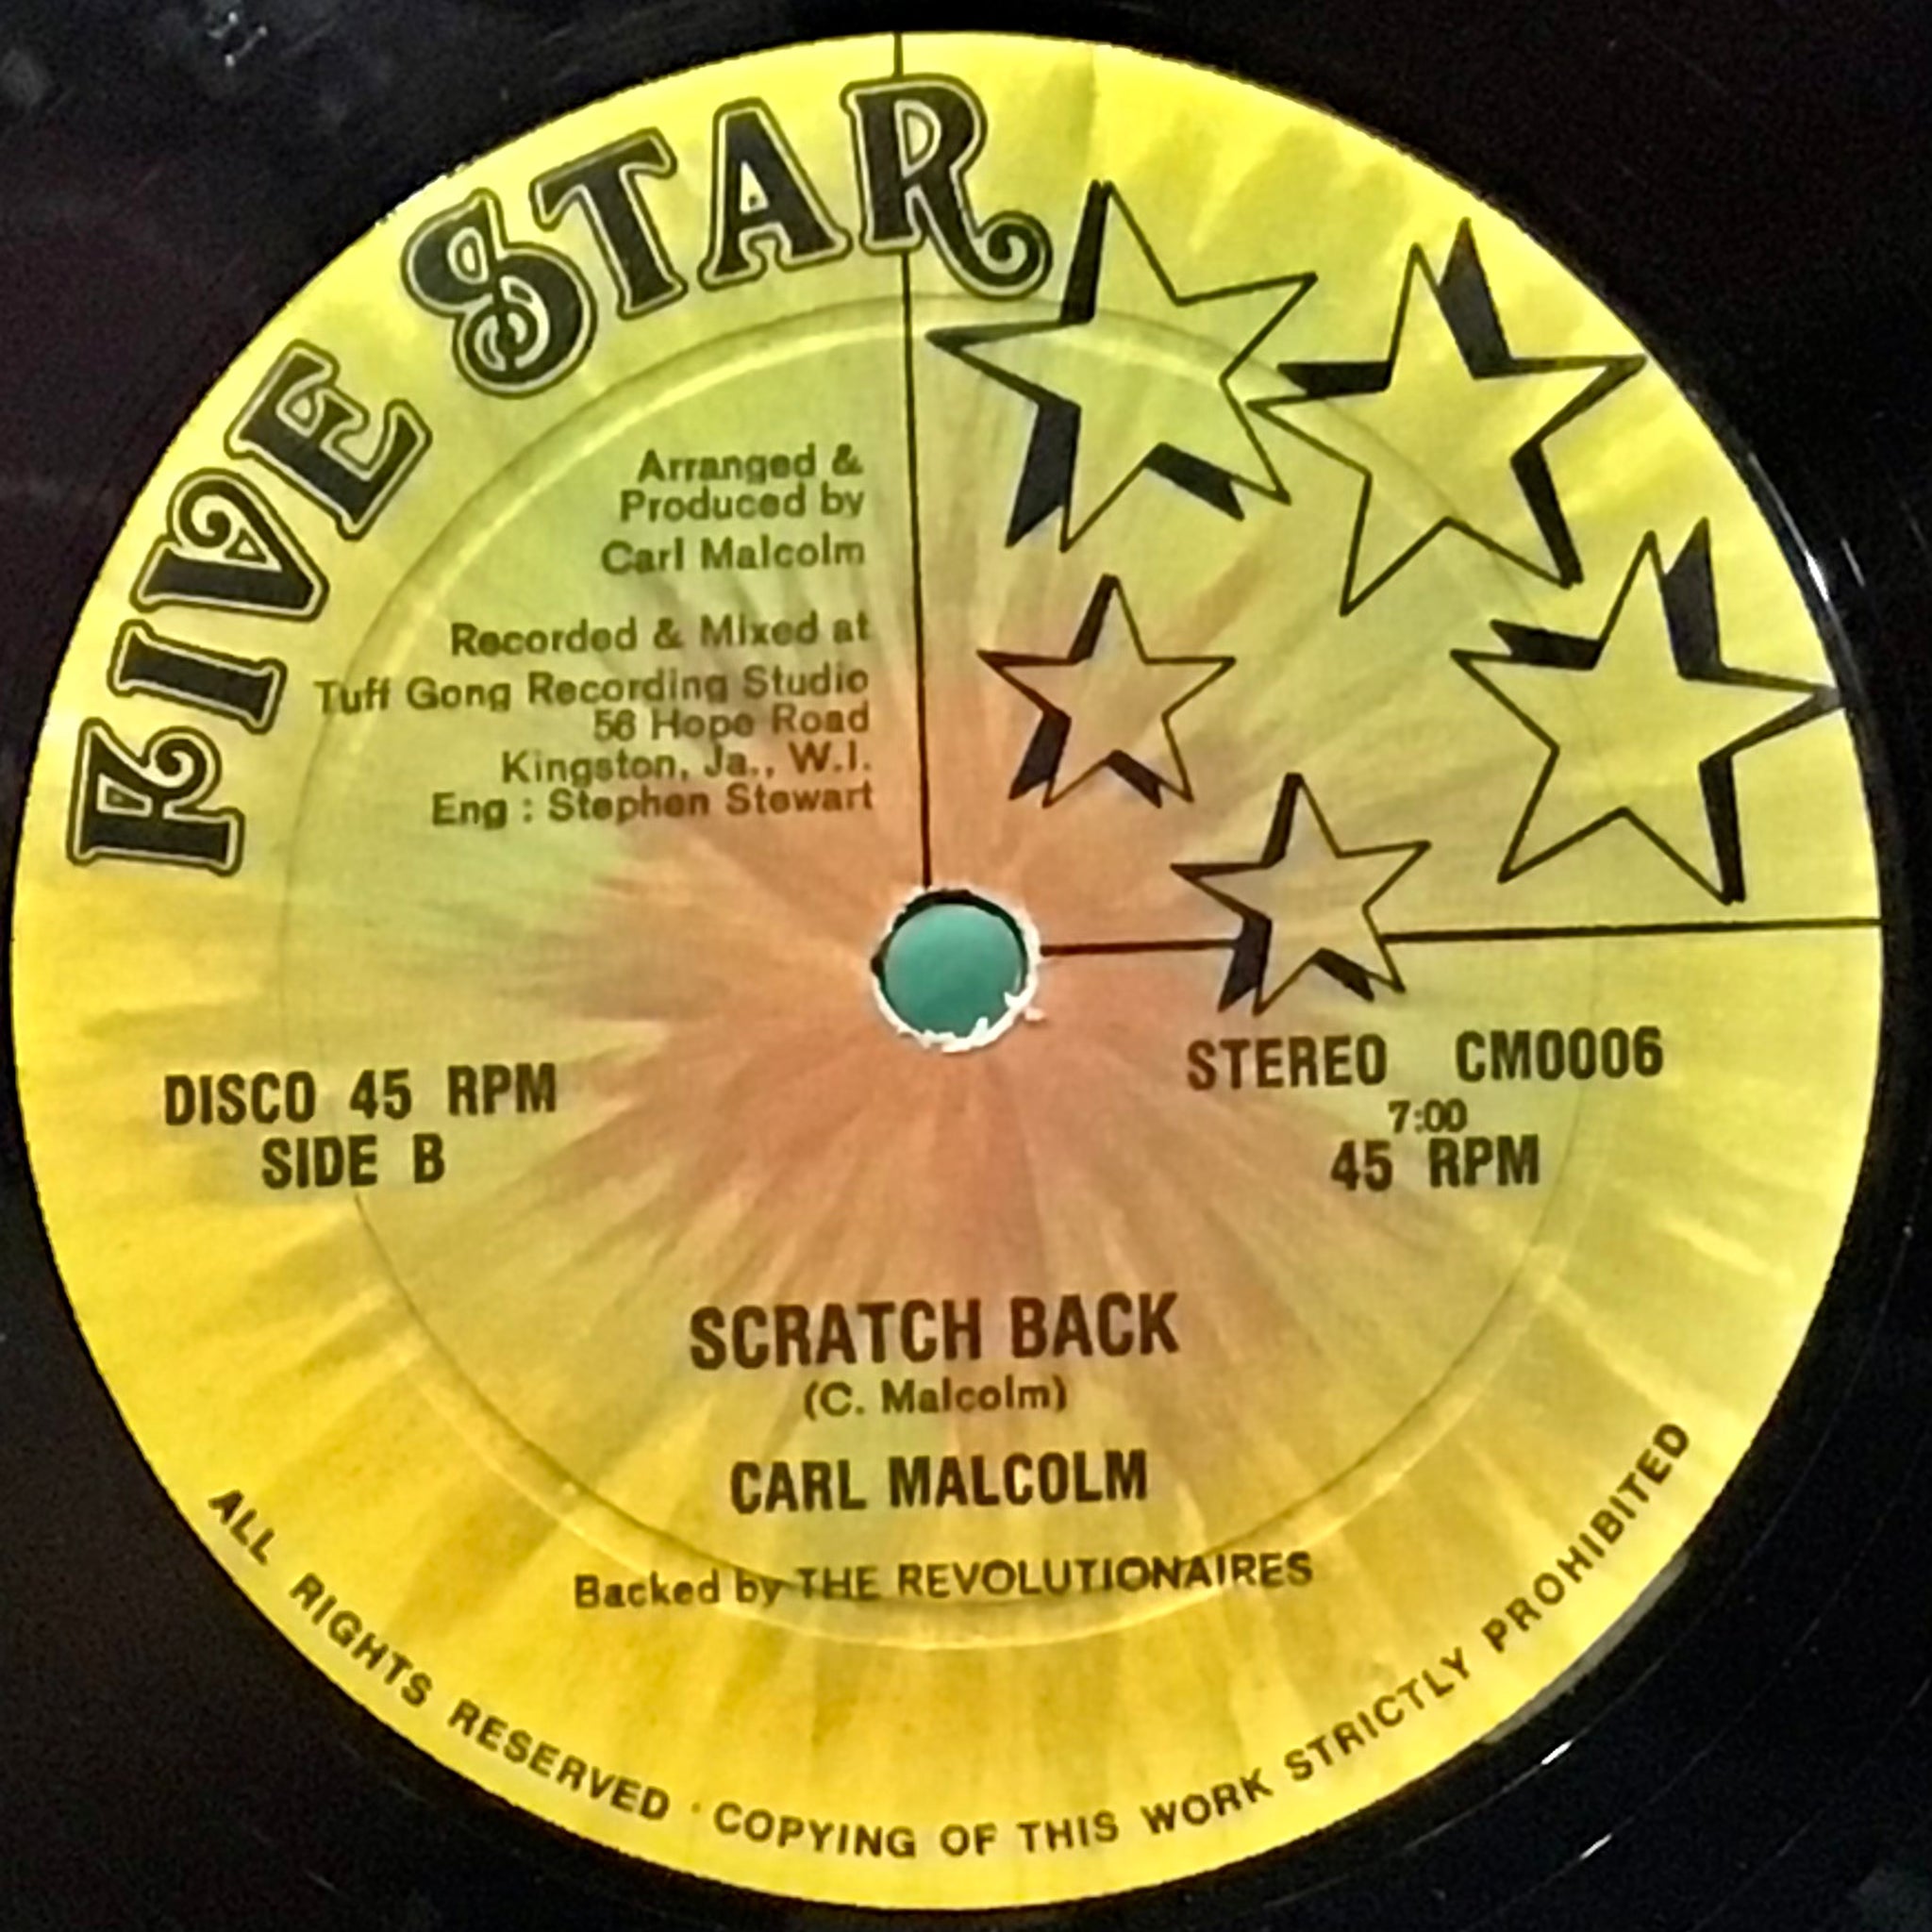 FIVE STAR
Arranged &
Produced by
Carl Malcolm
Recorded & Mixed at
Tuff Gong Recording Studio
56 Hope Road
Kingston, Ja., W.I.
Eng : Stephen Stewart
DISCO 45 RPM
SIDE B
STEREO CM0006
7:00
45 RPM
SCRATCH BACK
(C. Malcolm)
CARL MALCOLM
Backed by THE REVOLUTIONAIRES
ALL RIGHTS RESERVED · COPYING OF THIS WORK STRICTLY PROHIBITED